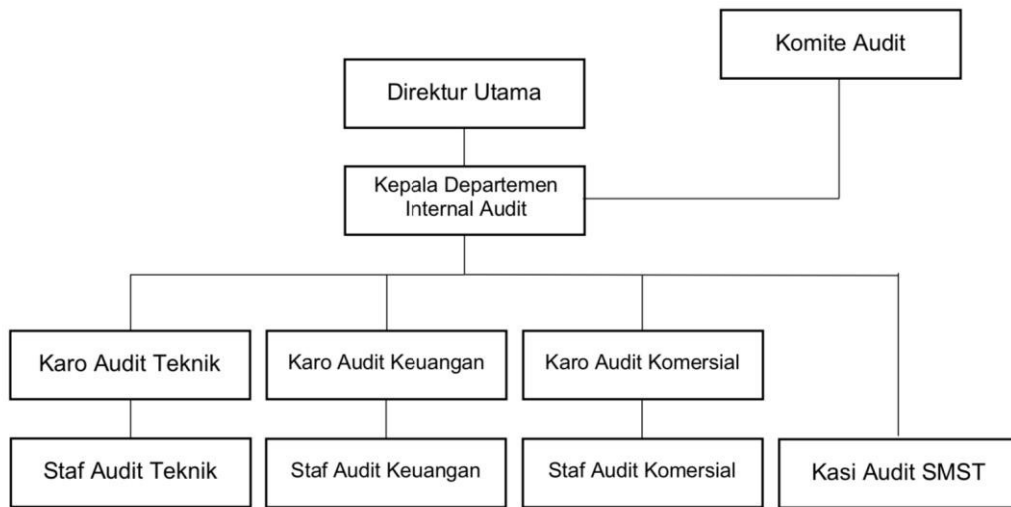 Komite Audit
Direktur Utama
Kepala Departemen
Internal Audit
Karo Audit Teknik
Karo Audit Keuangan
Karo Audit Komersial
Staf Audit Teknik
Staf Audit Keuangan
Staf Audit Komersial
Kasi Audit SMST